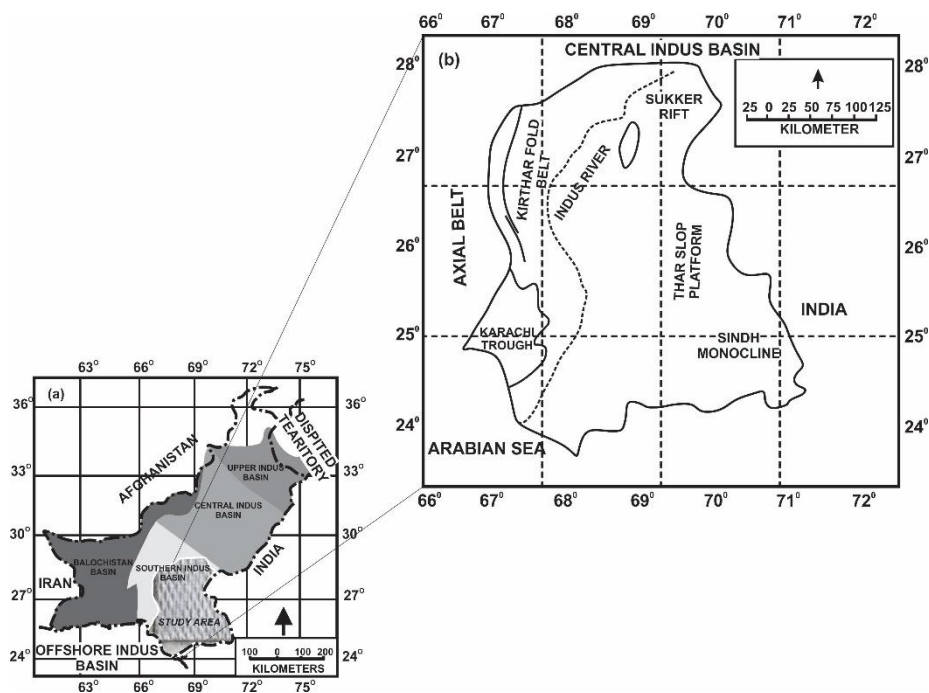 66° 67° 68° 69° 70° 71° 72°
(b)
CENTRAL INDUS BASIN
28°
28°
SUKKER
RIFT
25 0 25 50 75 100 125
KILOMETER
27°
27°
KIRTHAR FOLD
BELT
INDUS RIVER
AXIAL BELT
26°
26°
THAR SLOP
PLATFORM
INDIA
25°
25°
KARACHI
TROUGH
SINDH
MONOCLINE
24°
24°
ARABIAN SEA
66° 67° 68° 69° 70° 71° 72°
63° 66° 69° 72° 75°
(a)
36°
36°
DISPITED
TEARITORY
AFGHANISTAN
33°
33°
UPPER INDUS
BASIN
CENTRAL INDUS
BASIN
30°
30°
INDIA
BALOCHISTAN
BASIN
SOUTHERN INDUS
BASIN
IRAN
27°
27°
STUDY AREA
OFFSHORE INDUS
BASIN
100 0 100 200
KILOMETERS
24°
24°
63° 66° 69° 72° 75°